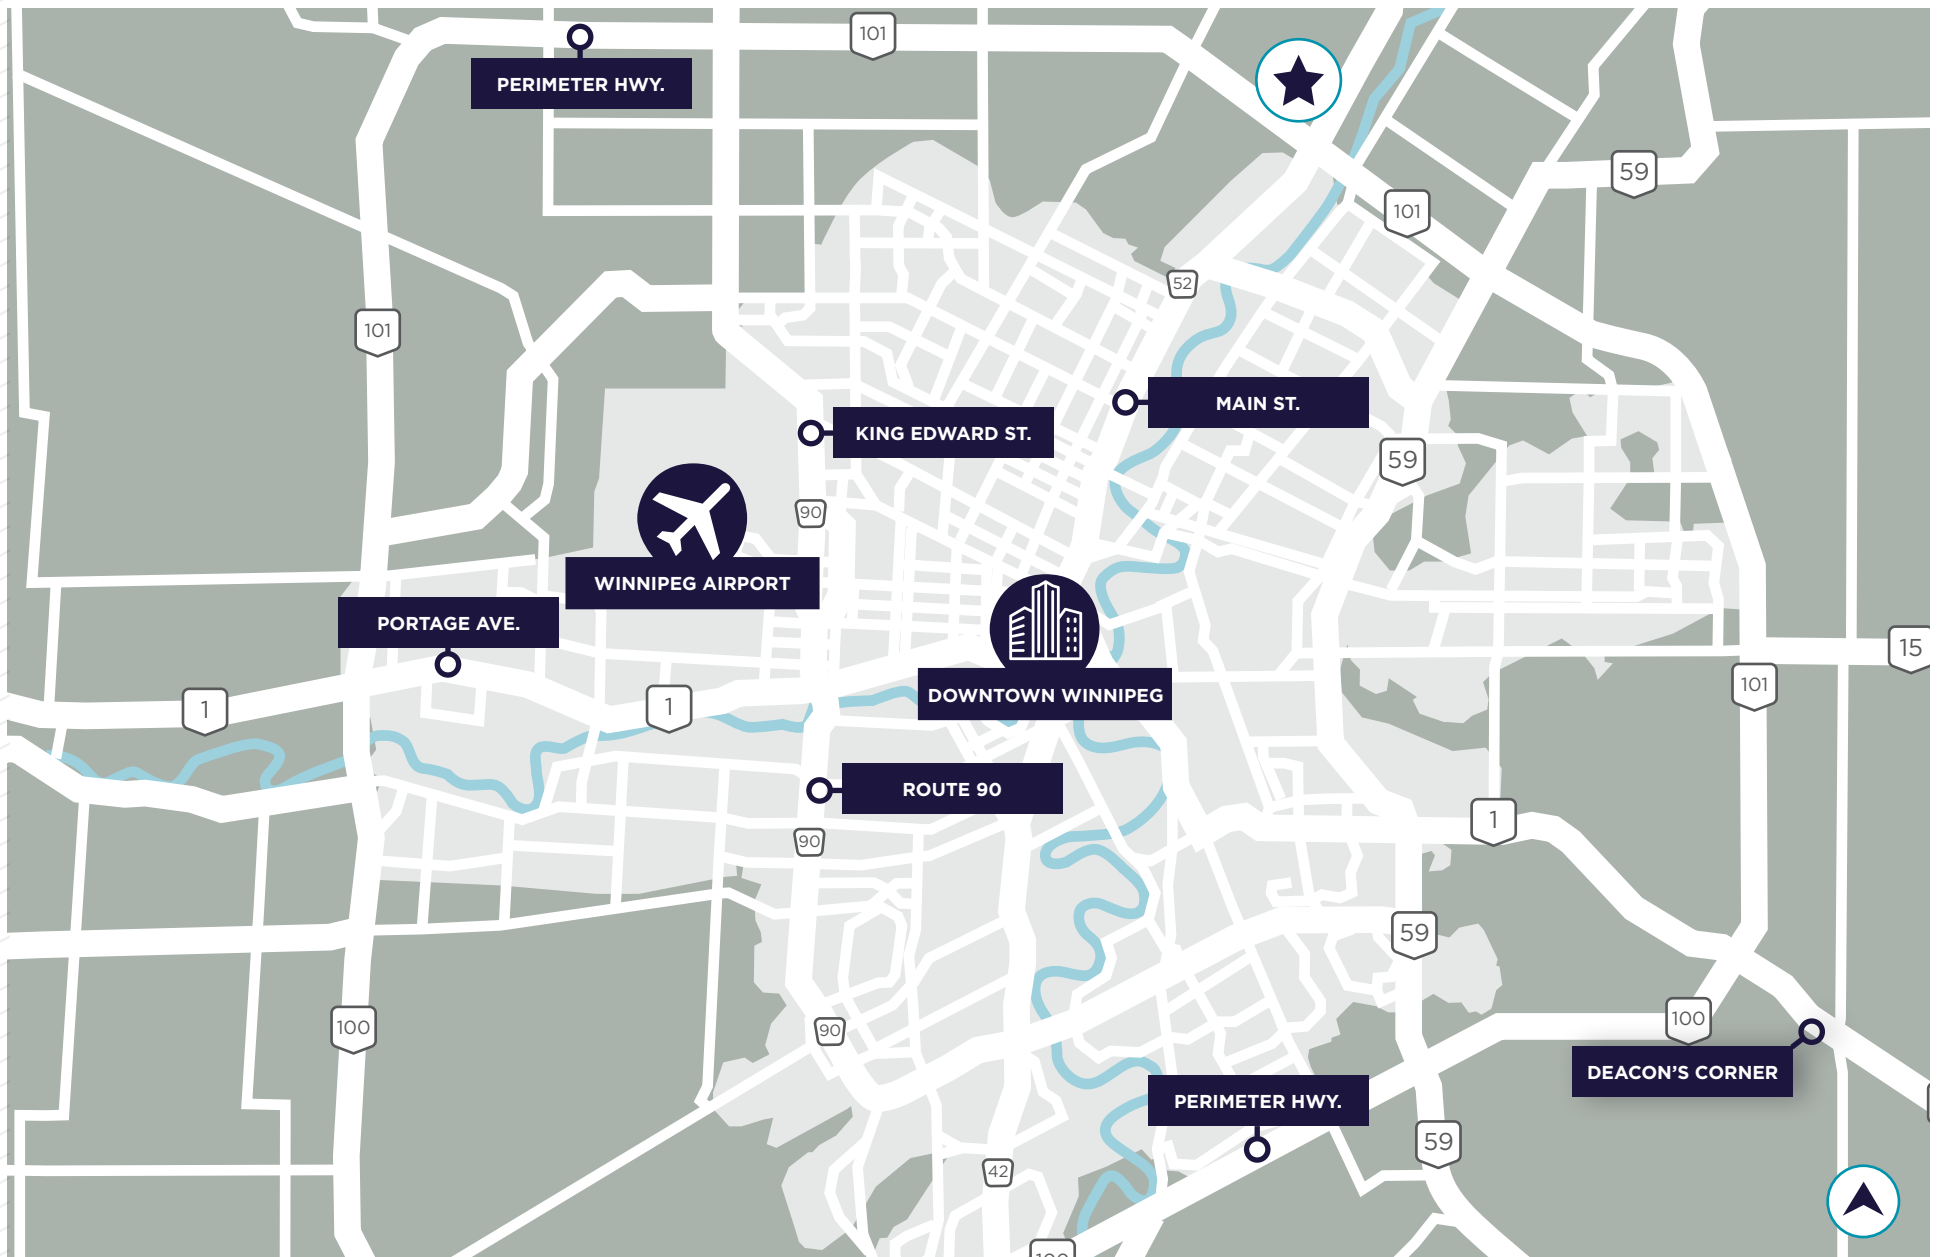 101
PERIMETER HWY.
59
101
52
101
MAIN ST.
KING EDWARD ST.
59
90
WINNIPEG AIRPORT
PORTAGE AVE.
15
101
DOWNTOWN WINNIPEG
1
1
ROUTE 90
1
90
59
100
90
100
DEACON’S CORNER
PERIMETER HWY.
59
42
100